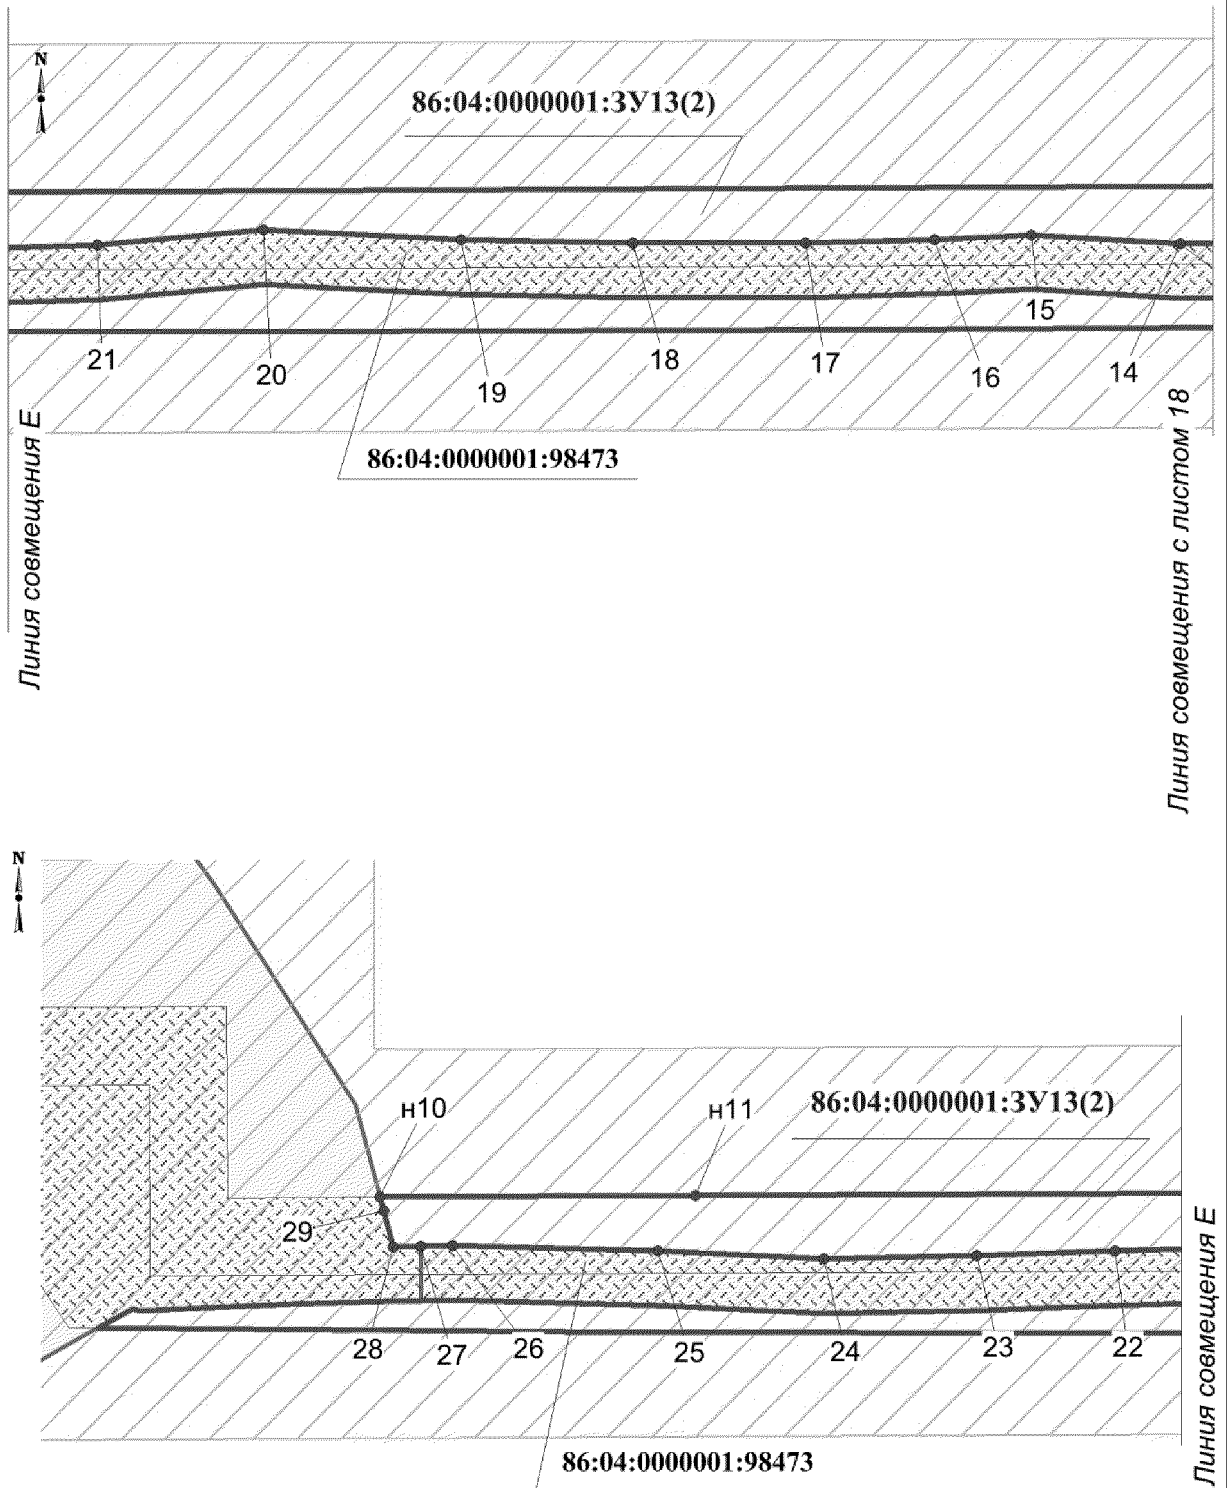 N
86:04:0000001:ЗУ13(2)
15
21
20
19
18
17
16
14
86:04:0000001:98473
Линия совмещения Е
Линия совмещения с листом 18
N
н10
н11
86:04:0000001:ЗУ13(2)
29
28
27
26
25
24
23
22
Линия совмещения Е
86:04:0000001:98473